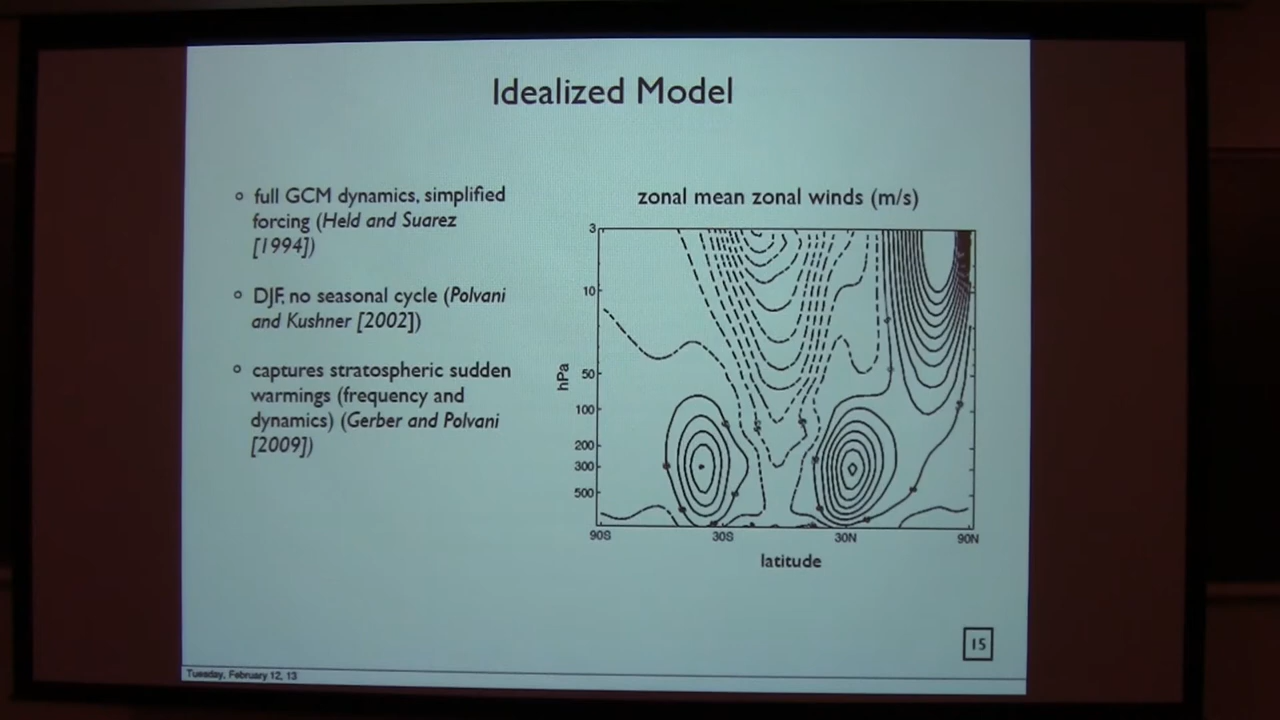 Idealized Model
full GCM dynamics, simplified
forcing (Held and Suarez
[1994])
DJF, no seasonal cycle (Polvani
and Kushner [2002])
captures stratospheric sudden
warmings (frequency and
dynamics) (Gerber and Polvani
[2009])
zonal mean zonal winds (m/s)
3
10
50
100
200
300
500
hPa
90S
30S
30N
90N
latitude
15
Tuesday, February 12, 13